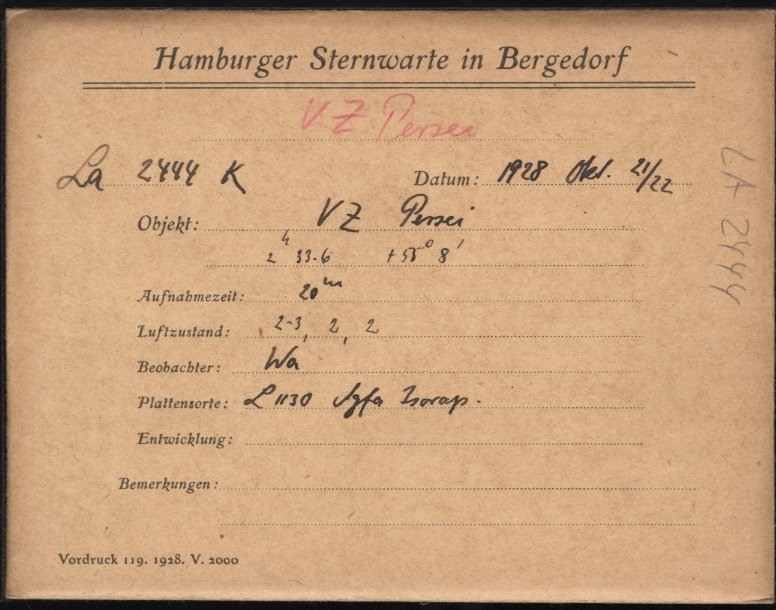 Hamburger Sternwarte in Bergedorf
VZ Persei
La 2444 K Datum: 1928 Okt. 21/22
Objekt: VZ Persei
2h 33.6 +55° 8'
Aufnahmezeit: 20m
Luftzustand: 2-3, 2, 2
Beobachter: Wa
Plattensorte: L 1130 Agfa Isorap.
Entwicklung:
Bemerkungen:
Vordruck 119. 1928. V. 2000
LA 2444